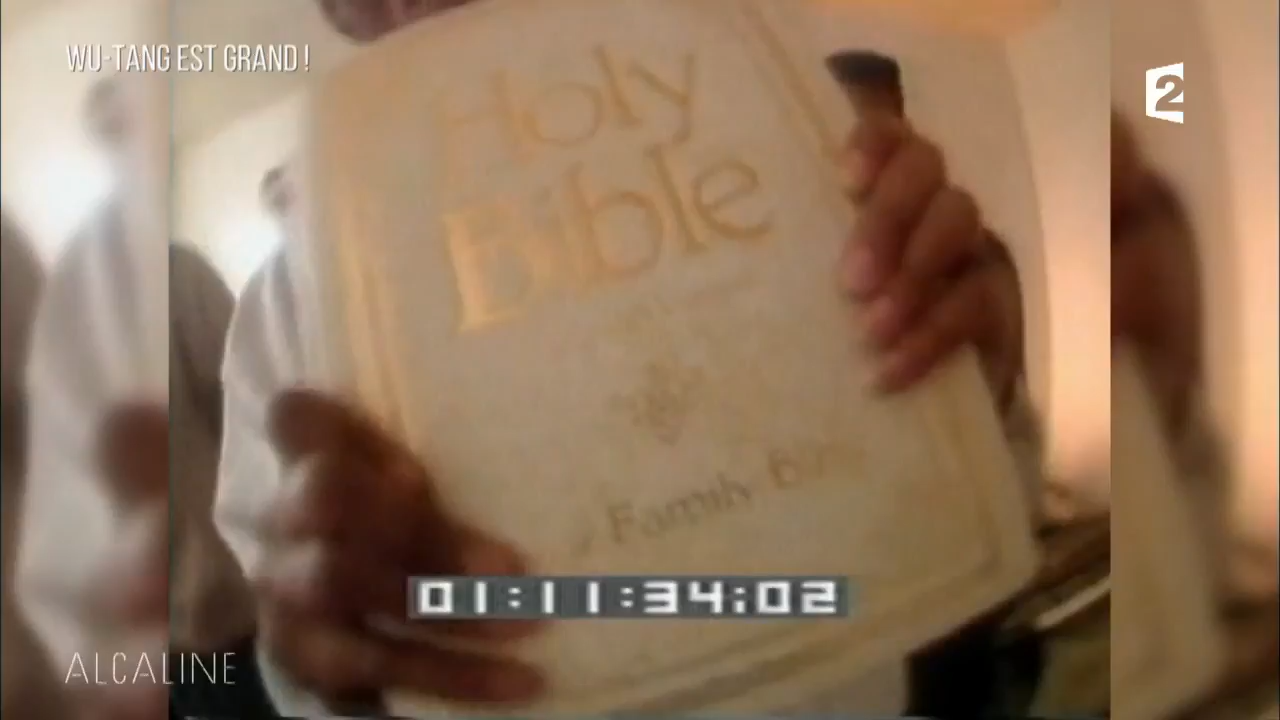 WU-TANG EST GRAND !
2
Holy
Bible
Family Bible
01:11:34:02
ALCALINE